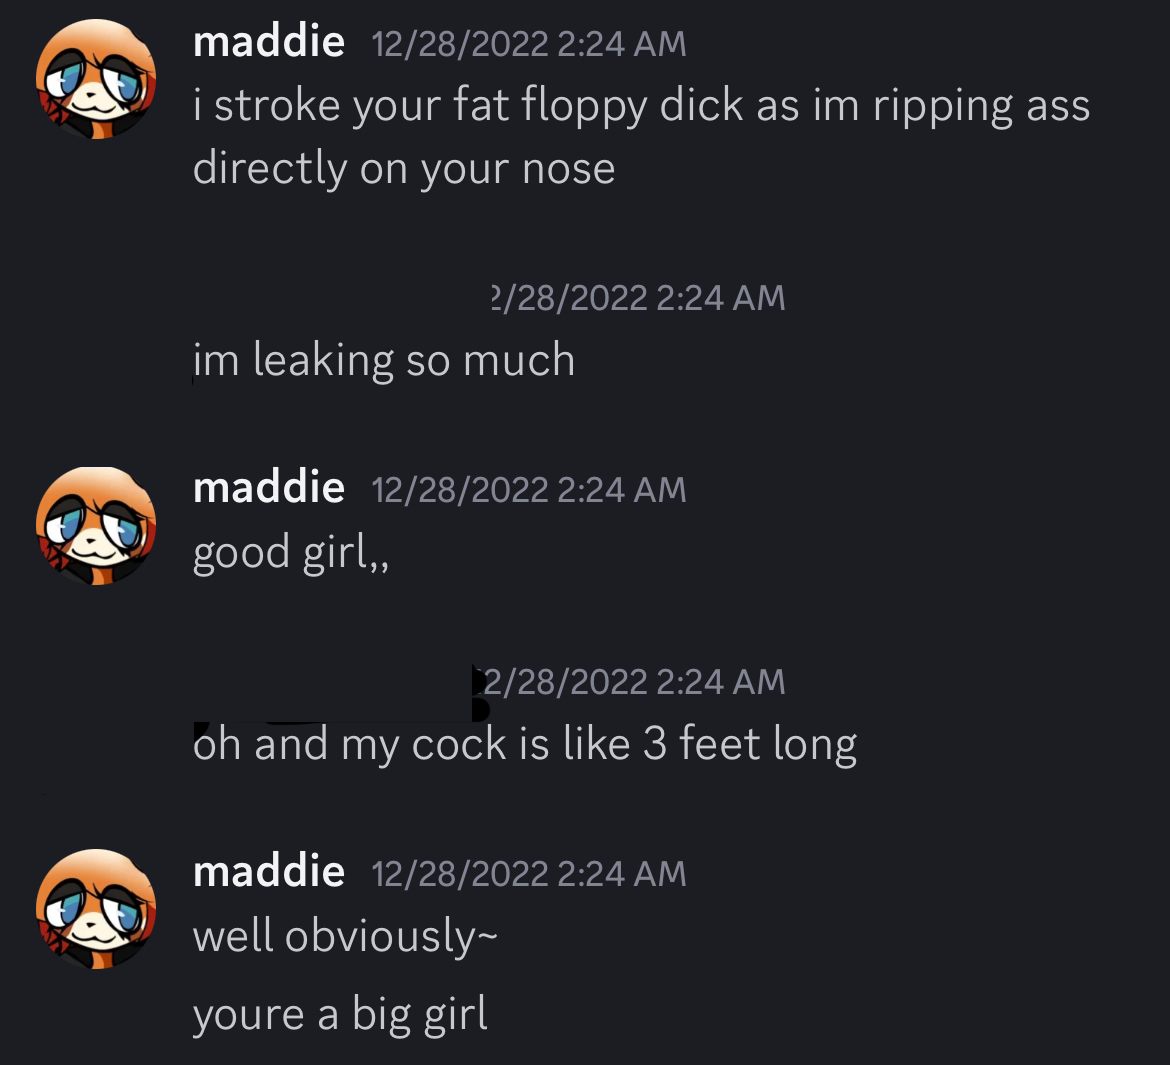 maddie 12/28/2022 2:24 AM
i stroke your fat floppy dick as im ripping ass
directly on your nose
2/28/2022 2:24 AM
im leaking so much
maddie 12/28/2022 2:24 AM
good girl,,
2/28/2022 2:24 AM
oh and my cock is like 3 feet long
maddie 12/28/2022 2:24 AM
well obviously~
youre a big girl